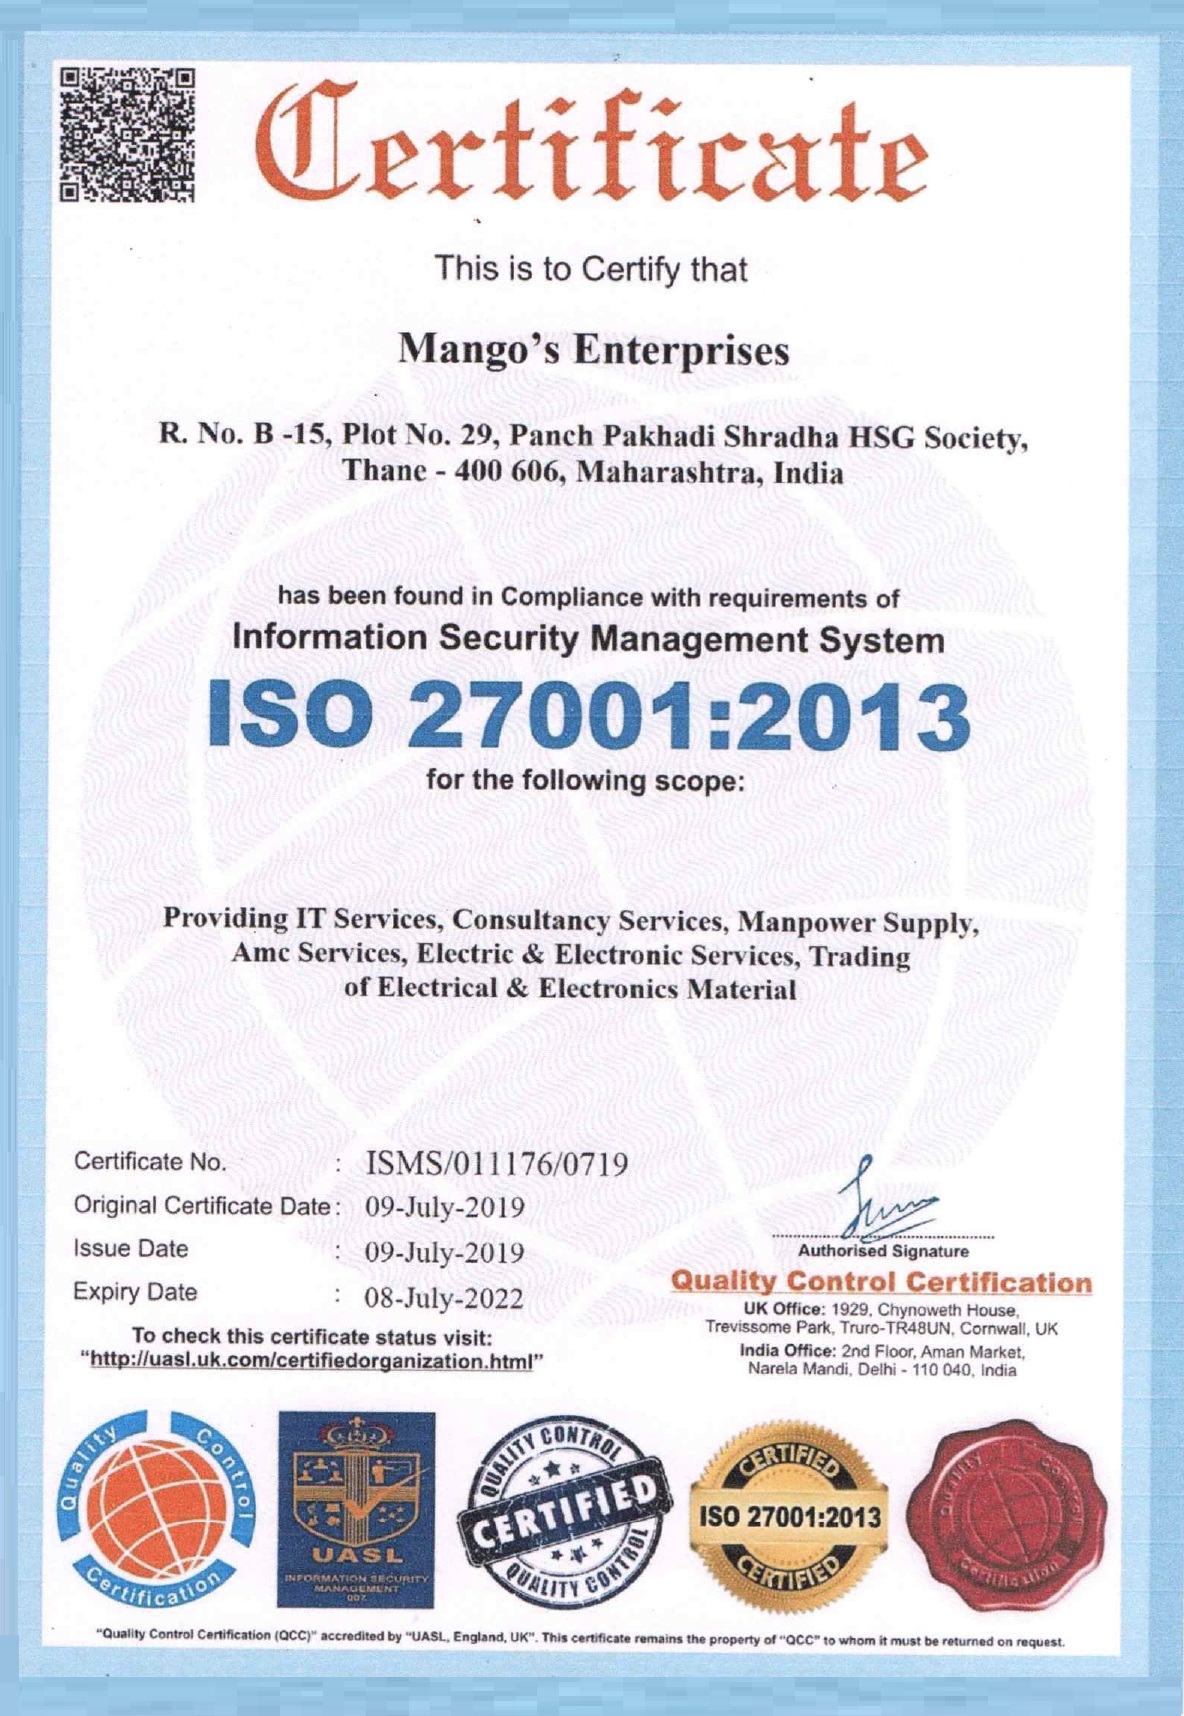 Certificate
This is to Certify that
Mango's Enterprises
R. No. B -15, Plot No. 29, Panch Pakhadi Shradha HSG Society,
Thane - 400 606, Maharashtra, India
has been found in Compliance with requirements of
Information Security Management System
ISO 27001:2013
for the following scope:
Providing IT Services, Consultancy Services, Manpower Supply,
Amc Services, Electric & Electronic Services, Trading
of Electrical & Electronics Material
Certificate No. : ISMS/011176/0719
Original Certificate Date : 09-July-2019
Issue Date : 09-July-2019
Expiry Date : 08-July-2022
To check this certificate status visit:
"http://uasl.uk.com/certifiedorganization.html"
Authorised Signature
Quality Control Certification
UK Office: 1929, Chynoweth House,
Trevissome Park, Truro-TR48UN, Cornwall, UK
India Office: 2nd Floor, Aman Market,
Narela Mandi, Delhi - 110 040, India
Quality Control Certification
UASL
INFORMATION SECURITY
MANAGEMENT
007
QUALITY CONTROL
CERTIFIED
QUALITY CONTROL
CERTIFIED
ISO 27001:2013
CERTIFIED
Quality Control
Certification
"Quality Control Certification (QCC)" accredited by "UASL, England, UK". This certificate remains the property of "QCC" to whom it must be returned on request.